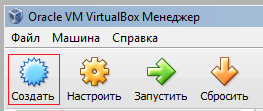 Oracle VM VirtualBox Менеджер
Файл Машина Справка
Создать Настроить Запустить Сбросить